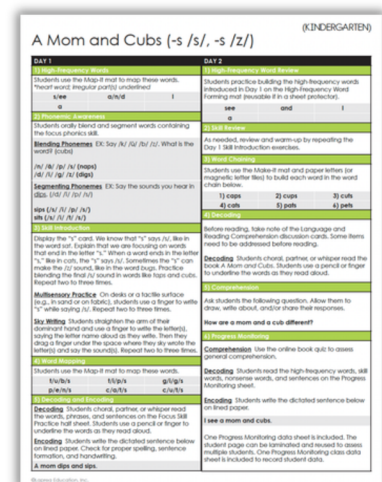 (KINDERGARTEN)
A Mom and Cubs (-s /s/, -s /z/)
DAY 1
1) High-Frequency Words
Students use the Map-It mat to map these words.
*heart word; irregular part(s) underlined
s/ee a/n/d I
a
2) Phonemic Awareness
Students orally blend and segment words containing
the focus phonics skill.
Blending Phonemes EX: Say /k/ /ŭ/ /b/ /z/. What is the
word? (cubs)
/n/ /ă/ /p/ /s/ (naps)
/d/ /ĭ/ /g/ /z/ (digs)
Segmenting Phonemes EX: Say the sounds you hear in
dips. (/d/ /ĭ/ /p/ /s/)
sips (/s/ /ĭ/ /p/ /s/)
sits (/s/ /ĭ/ /t/ /s/)
3) Skill Introduction
Display the "s" card. We know that "s" says /s/, like in
the word sat. Explain that we are focusing on words
that end in the letter "s." When a word ends in the letter
"s," like in cats, the "s" says /s/. Sometimes the "s" can
make the /z/ sound, like in the word bugs. Practice
blending the final /s/ sound in words like taps and cubs.
Repeat two to three times.
Multisensory Practice On desks or a tactile surface
(e.g., in sand or on fabric), students use a finger to write
"s" while saying /s/. Repeat two to three times.
Sky Writing Students straighten the arm of their
dominant hand and use a finger to write the letter(s),
saying the letter name aloud as they write. Then they
drag a finger under the space where they sky wrote the
letter(s) and say the sound(s). Repeat two to three times.
4) Word Mapping
Students use the Map-It mat to map these words.
t/u/b/s t/i/p/s g/i/g/s
p/e/n/s c/a/t/s c/u/t/s
5) Decoding and Encoding
Decoding Students choral, partner, or whisper read
the words, phrases, and sentences on the Focus Skill
Practice half sheet. Students use a pencil or finger to
underline the words as they read aloud.
Encoding Students write the dictated sentence below
on lined paper. Check for proper spelling, sentence
formation, and handwriting.
A mom dips and sips.
DAY 2
1) High-Frequency Word Review
Students practice building the high-frequency words
introduced in Day 1 on the High-Frequency Word
Forming mat (reusable if in a sheet protector).
see and I
a
2) Skill Review
As needed, review and warm-up by repeating the
Day 1 Skill Introduction exercises.
3) Word Chaining
Students use the Make-it mat and paper letters (or
magnetic letter tiles) to build each word in the word
chain below.
1) caps 2) cups 3) cuts
4) cats 5) pats 6) pets
4) Decoding
Before reading, take note of the Language and
Reading Comprehension discussion cards. Some items
need to be addressed before reading.
Decoding Students choral, partner, or whisper read the
book A Mom and Cubs. Students use a pencil or finger
to underline the words as they read aloud.
5) Comprehension
Ask students the following question. Allow them to
draw, write about, and/or share their responses.
How are a mom and a cub different?
6) Progress Monitoring
Comprehension Use the online book quiz to assess
general comprehension.
Decoding Students read the high-frequency words, skill
words, nonsense words, and sentences on the Progress
Monitoring sheet.
Encoding Students write the dictated sentence below
on lined paper.
I see a mom and cubs.
One Progress Monitoring data sheet is included. The
student page can be laminated and reused to assess
multiple students. One Progress Monitoring class data
sheet is included to record student data.